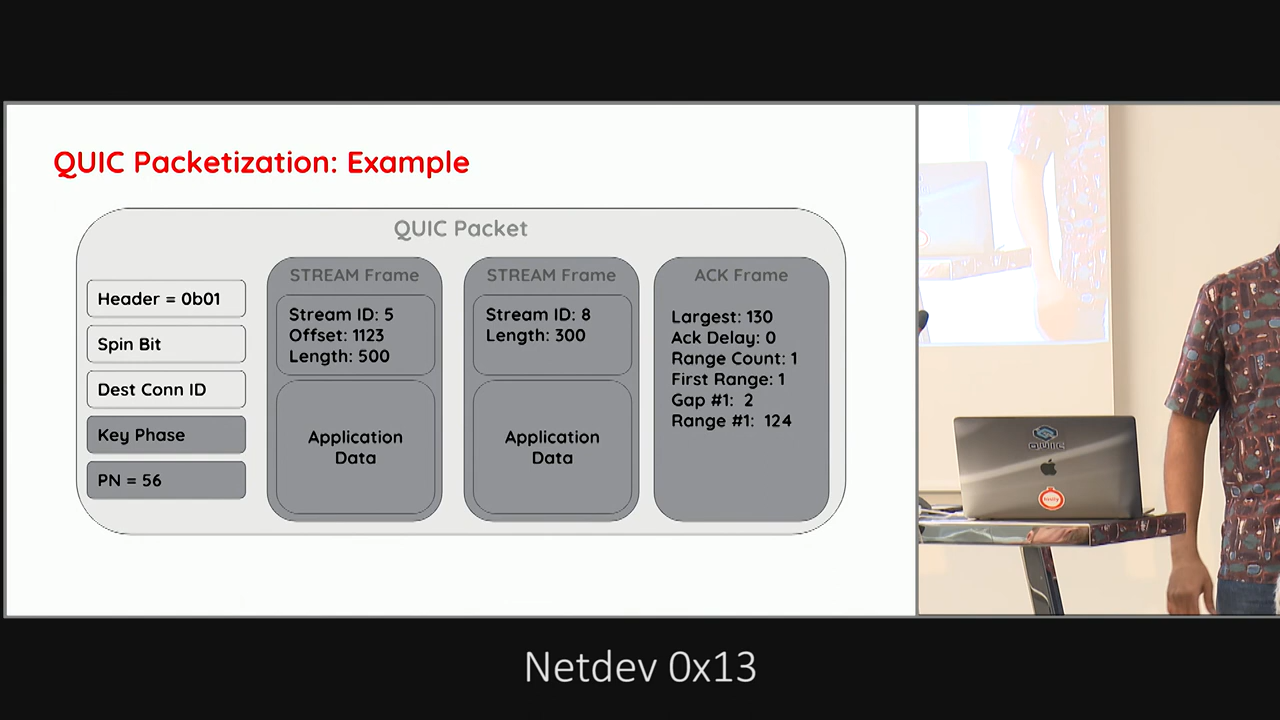 QUIC Packetization: Example
QUIC Packet
Header = 0b01
Spin Bit
Dest Conn ID
Key Phase
PN = 56
STREAM Frame
Stream ID: 5
Offset: 1123
Length: 500
Application
Data
STREAM Frame
Stream ID: 8
Length: 300
Application
Data
ACK Frame
Largest: 130
Ack Delay: 0
Range Count: 1
First Range: 1
Gap #1: 2
Range #1: 124
QUIC
Netdev 0x13